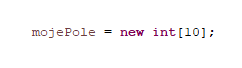 mojePole = new int[10];